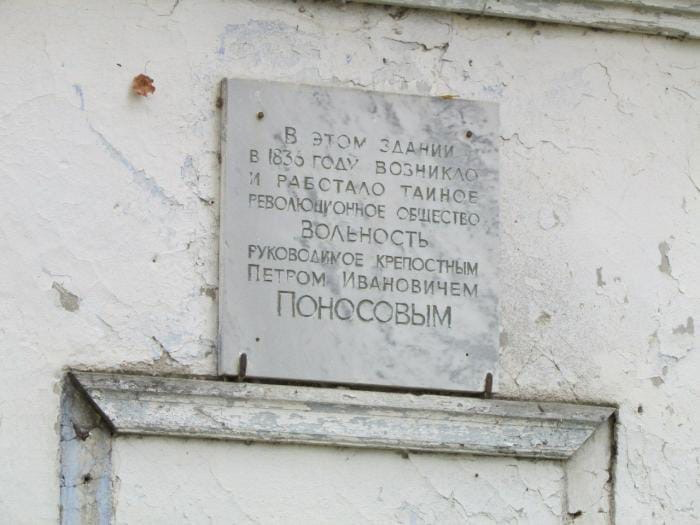 В ЭТОМ ЗДАНИИ
В 1836 ГОДУ ВОЗНИКЛО
И РАБОТАЛО ТАЙНОЕ
РЕВОЛЮЦИОННОЕ ОБЩЕСТВО
ВОЛЬНОСТЬ
РУКОВОДИМОЕ КРЕПОСТНЫМ
ПЕТРОМ ИВАНОВИЧЕМ
ПОНОСОВЫМ